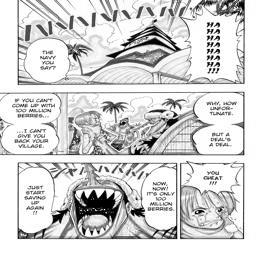 HA
HA
HA
HA
HA
HA
HA
!!!
THE
NAVY
YOU
SAY?
WHY, HOW
UNFOR-
TUNATE.
BUT A
DEAL'S
A DEAL.
IF YOU CAN'T
COME UP WITH
100 MILLION
BERRIES...
...I CAN'T
GIVE YOU
BACK YOUR
VILLAGE.
YOU
CHEAT
!!!
NOW,
NOW!
IT'S ONLY
100 MILLION
BERRIES.
JUST
START
SAVING
UP
AGAIN
!!